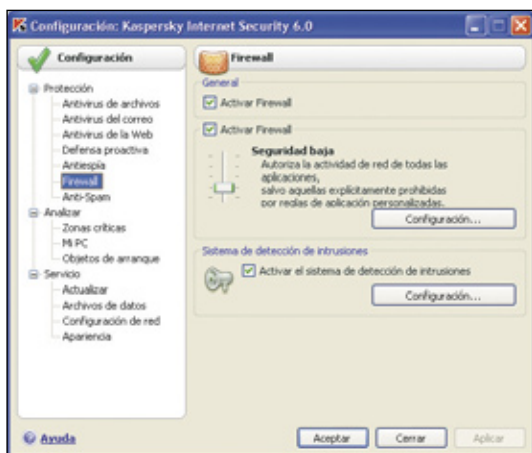 Configuración: Kaspersky Internet Security 6.0
Configuración
Protección
Antivirus de archivos
Antivirus del correo
Antivirus de la Web
Defensa proactiva
Antiespía
Firewall
Anti-Spam
Analizar
Zonas críticas
Mi PC
Objetos de arranque
Servicio
Actualizar
Archivos de datos
Configuración de red
Apariencia
Firewall
General
Activar Firewall
Activar Firewall
Seguridad baja
Autoriza la actividad de red de todas las
aplicaciones,
salvo aquellas explícitamente prohibidas
por reglas de aplicación personalizadas.
Configuración...
Sistema de detección de intrusiones
Activar el sistema de detección de intrusiones
Configuración...
Ayuda
Aceptar
Cerrar
Aplicar